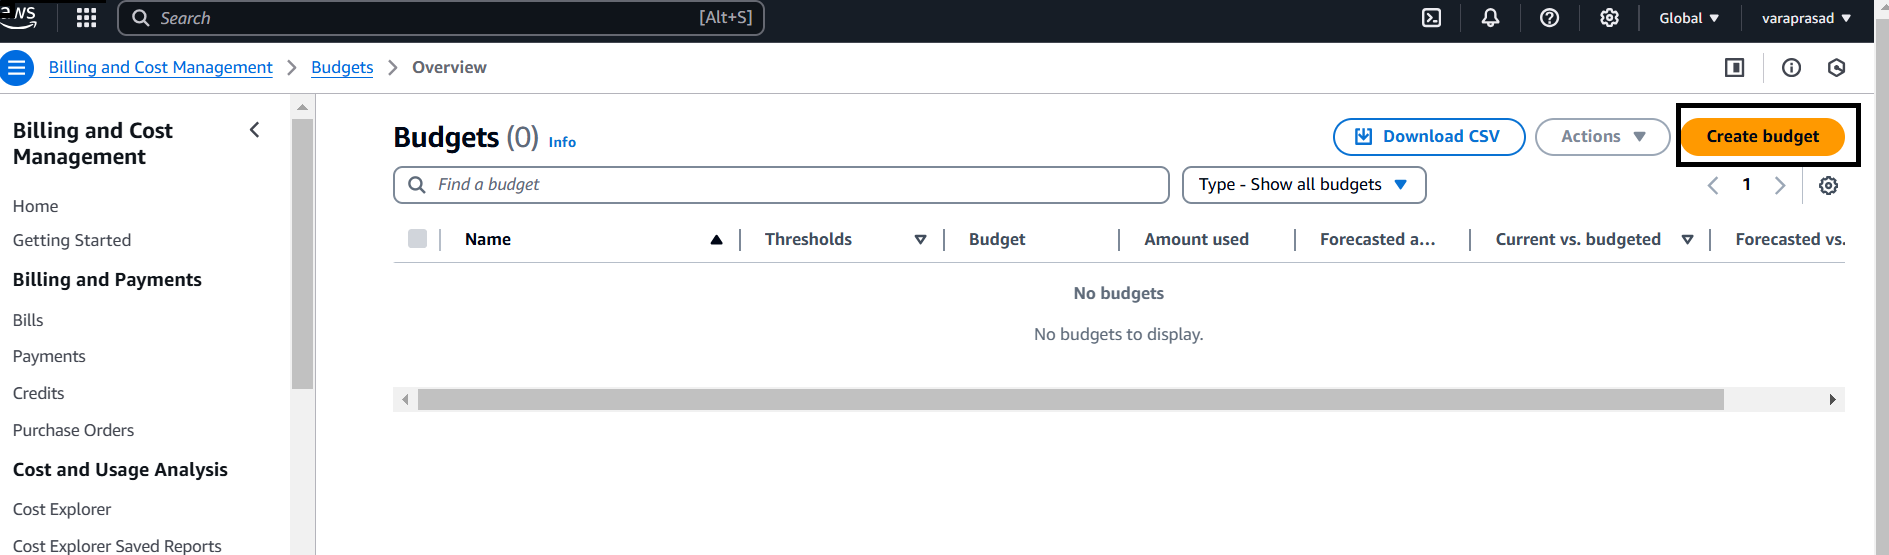 aws
Search [Alt+S] Global varaprasad
Billing and Cost Management Budgets Overview
Billing and Cost
Management
Home
Getting Started
Billing and Payments
Bills
Payments
Credits
Purchase Orders
Cost and Usage Analysis
Cost Explorer
Cost Explorer Saved Reports
Budgets (0) Info Download CSV Actions Create budget
Find a budget Type - Show all budgets 1
Name Thresholds Budget Amount used Forecasted a... Current vs. budgeted Forecasted vs.
No budgets
No budgets to display.